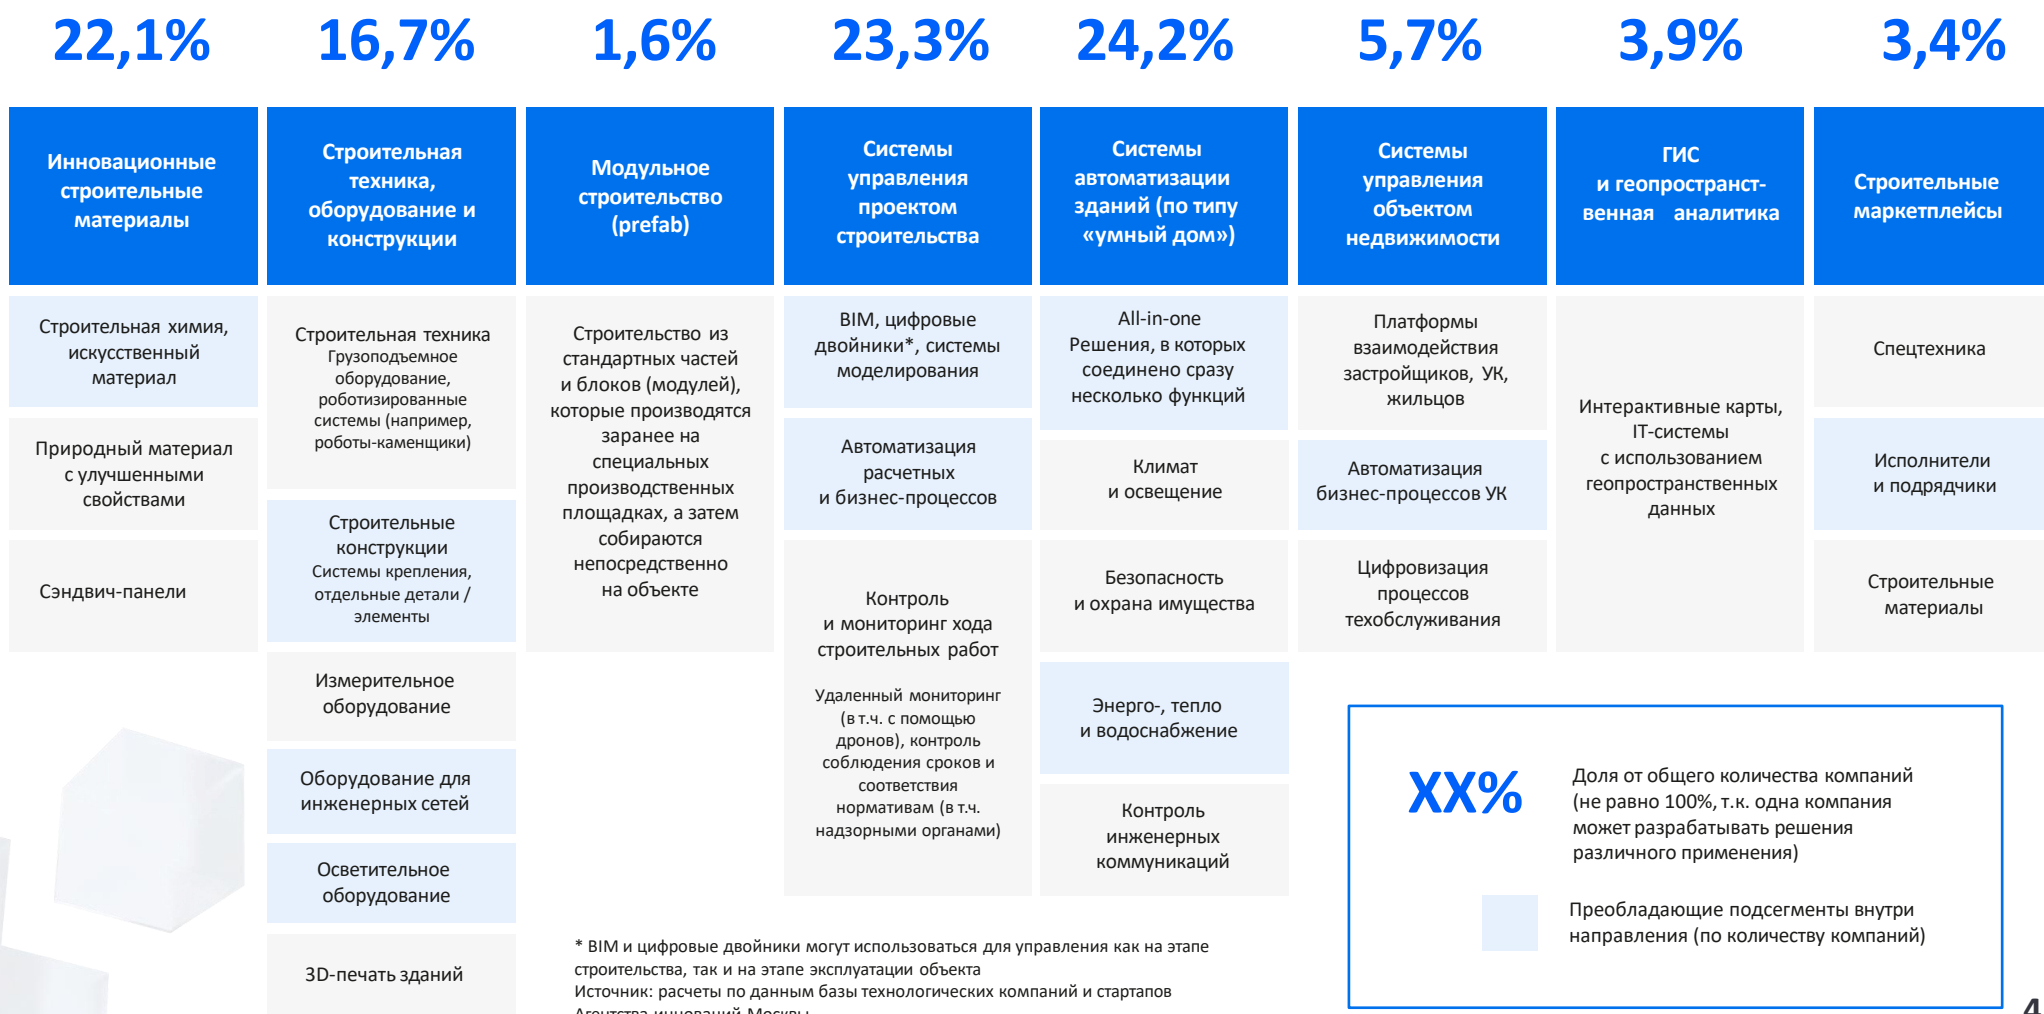 22,1%
16,7%
1,6%
23,3%
24,2%
5,7%
3,9%
3,4%
Инновационные
строительные
материалы
Строительная
техника,
оборудование и
конструкции
Модульное
строительство
(prefab)
Системы
управления
проектом
строительства
Системы
автоматизации
зданий (по типу
«умный дом»)
Системы
управления
объектом
недвижимости
ГИС
и геопространст-
венная аналитика
Строительные
маркетплейсы
Строительная химия,
искусственный
материал
Природный материал
с улучшенными
свойствами
Сэндвич-панели
Строительная техника
Грузоподъемное
оборудование,
роботизированные
системы (например,
роботы-каменщики)
Строительные
конструкции
Системы крепления,
отдельные детали /
элементы
Измерительное
оборудование
Оборудование для
инженерных сетей
Осветительное
оборудование
3D-печать зданий
Строительство из
стандартных частей
и блоков (модулей),
которые производятся
заранее на
специальных
производственных
площадках, а затем
собираются
непосредственно
на объекте
BIM, цифровые
двойники*, системы
моделирования
Автоматизация
расчетных
и бизнес-процессов
Контроль
и мониторинг хода
строительных работ
Удаленный мониторинг
(в т.ч. с помощью
дронов), контроль
соблюдения сроков и
соответствия
нормативам (в т.ч.
надзорными органами)
All-in-one
Решения, в которых
соединено сразу
несколько функций
Климат
и освещение
Безопасность
и охрана имущества
Энерго-, тепло
и водоснабжение
Контроль
инженерных
коммуникаций
Платформы
взаимодействия
застройщиков, УК,
жильцов
Автоматизация
бизнес-процессов УК
Цифровизация
процессов
техобслуживания
Интерактивные карты,
IT-системы
с использованием
геопространственных
данных
Спецтехника
Исполнители
и подрядчики
Строительные
материалы
XX%
Доля от общего количества компаний
(не равно 100%, т.к. одна компания
может разрабатывать решения
различного применения)
Преобладающие подсегменты внутри
направления (по количеству компаний)
* BIM и цифровые двойники могут использоваться для управления как на этапе
строительства, так и на этапе эксплуатации объекта
Источник: расчеты по данным базы технологических компаний и стартапов
Агентства инноваций Москвы
4